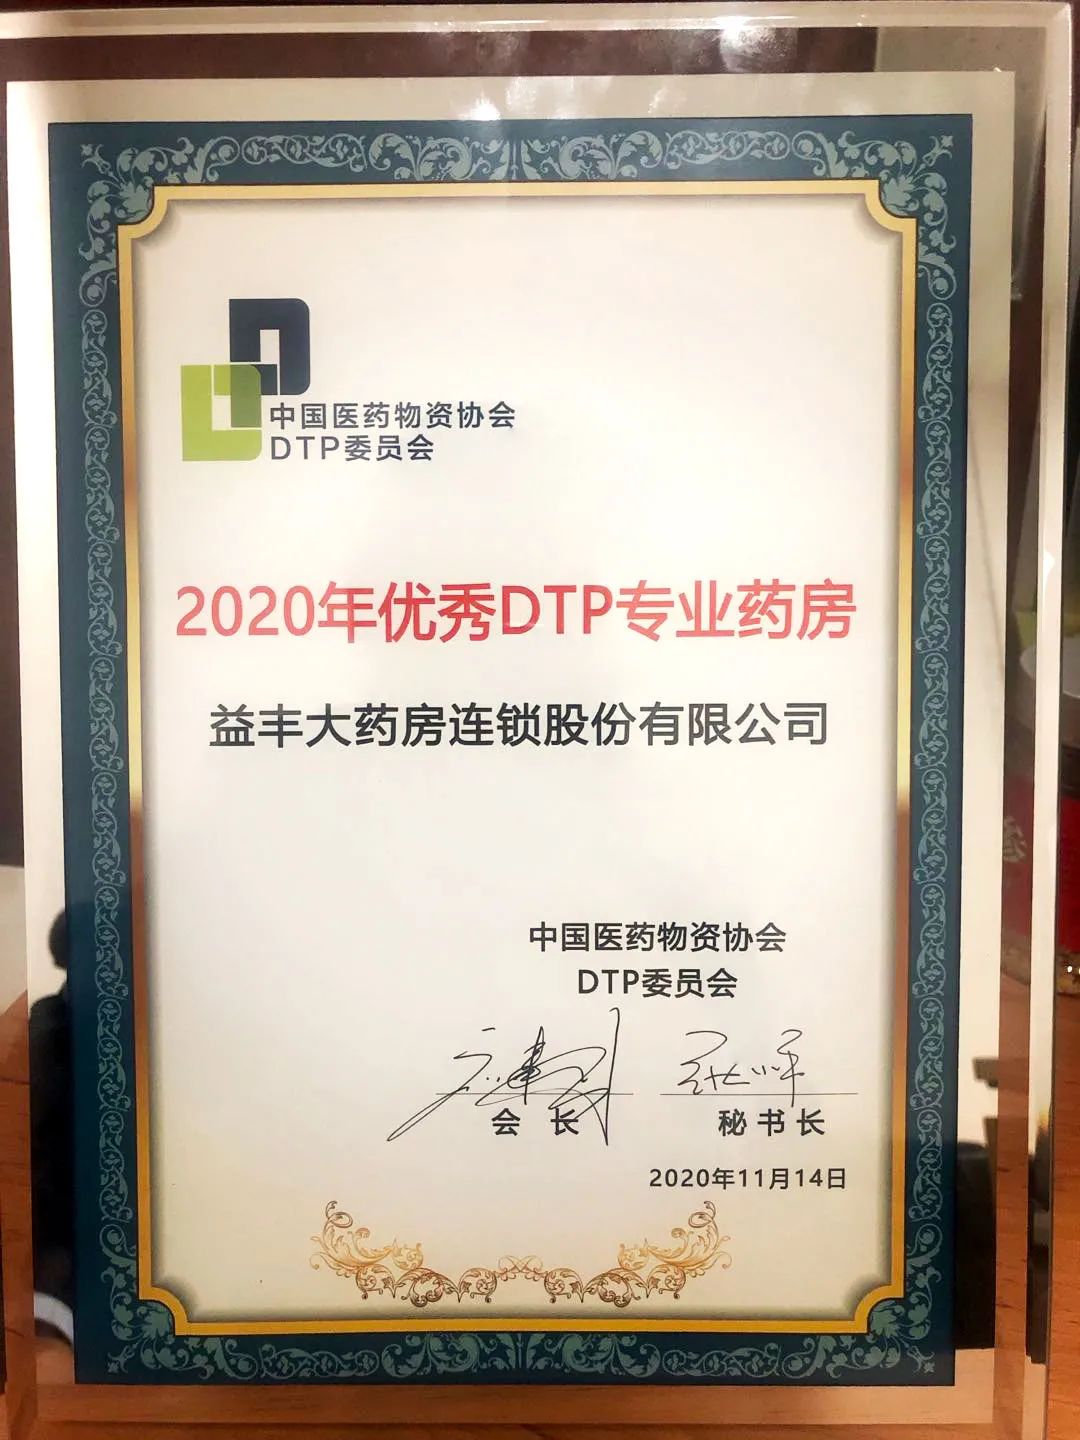 中国医药物资协会
DTP委员会
2020年优秀DTP专业药房
益丰大药房连锁股份有限公司
中国医药物资协会
DTP委员会
会 长
秘书长
2020年11月14日